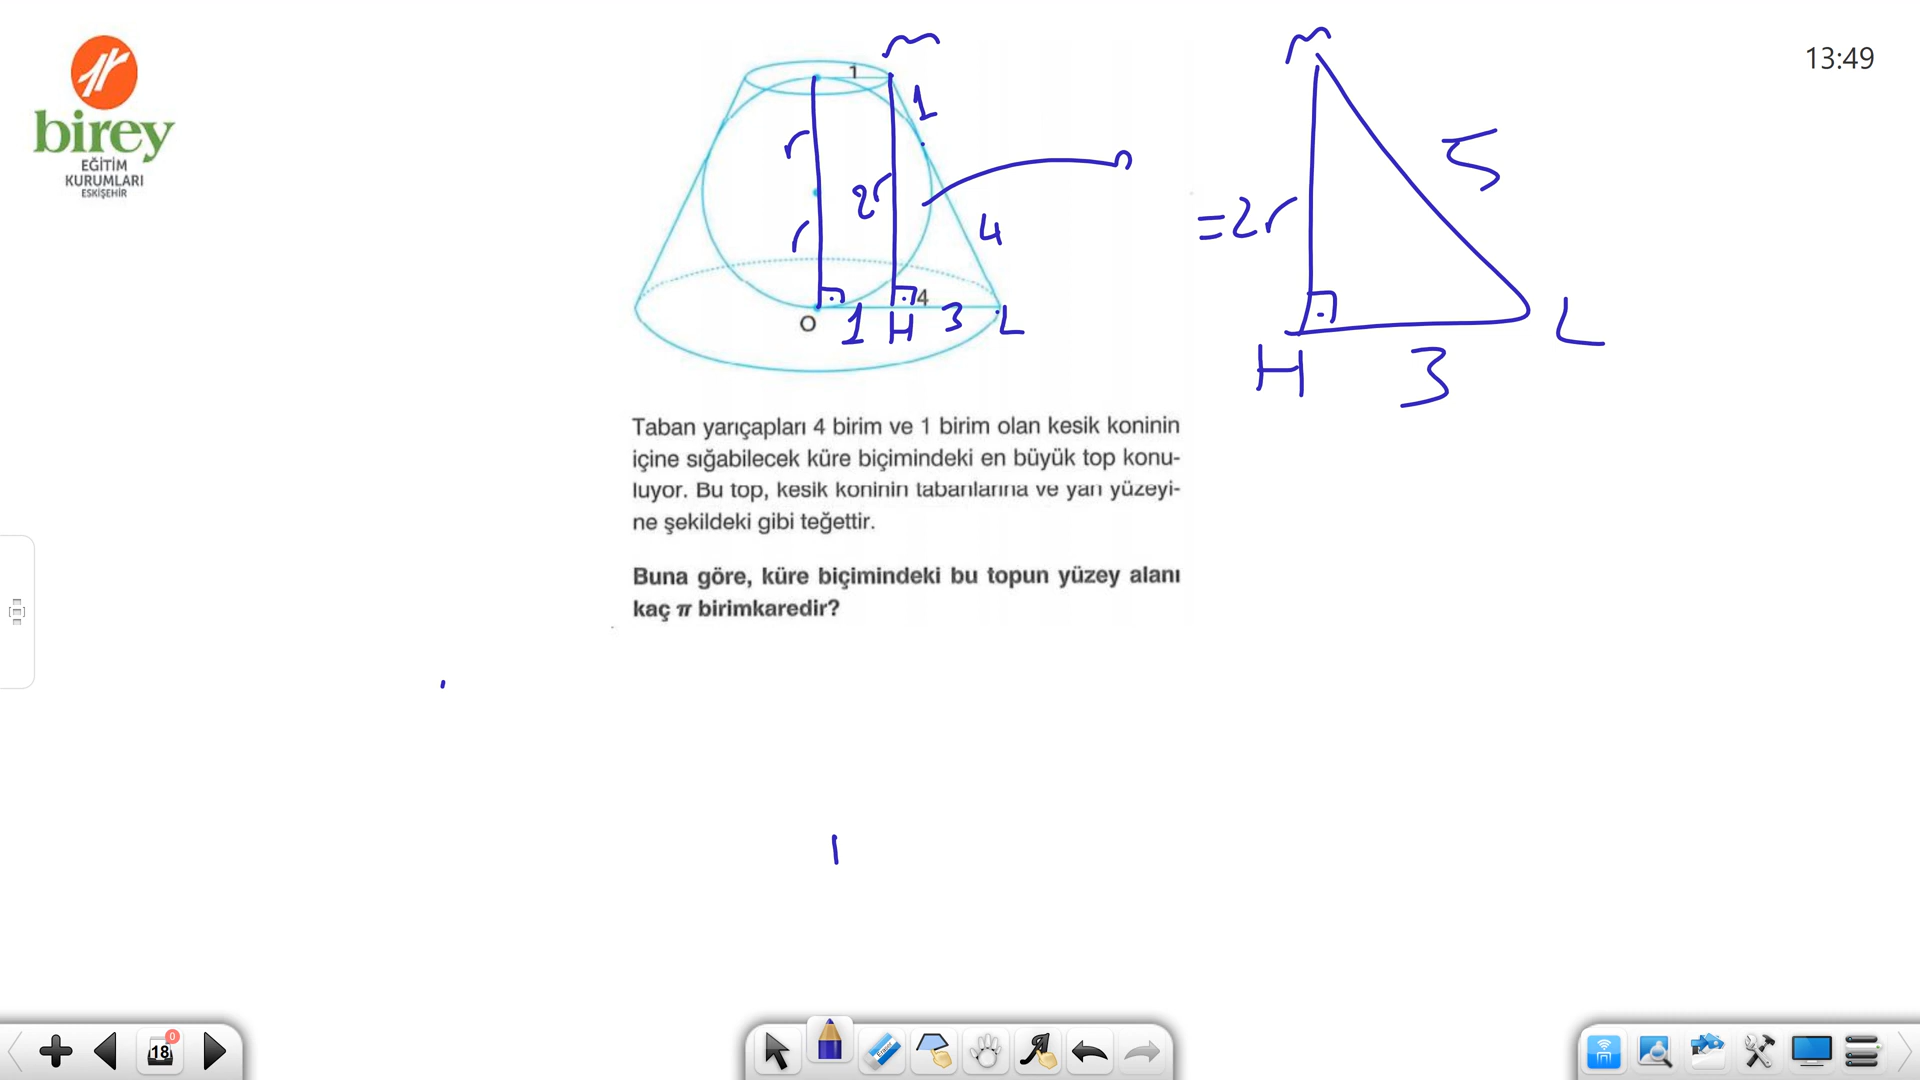 birey
EĞİTİM
KURUMLARI
ESKİŞEHİR
13:49
m
1
1
r
2r
4
r
4
O
1
H
3
L
m
5
=2r
H
3
L
Taban yarıçapları 4 birim ve 1 birim olan kesik koninin
içine sığabilecek küre biçimindeki en büyük top konu-
luyor. Bu top, kesik koninin tabanlarına ve yan yüzeyi-
ne şekildeki gibi teğettir.
Buna göre, küre biçimindeki bu topun yüzey alanı
kaç π birimkaredir?
18
0